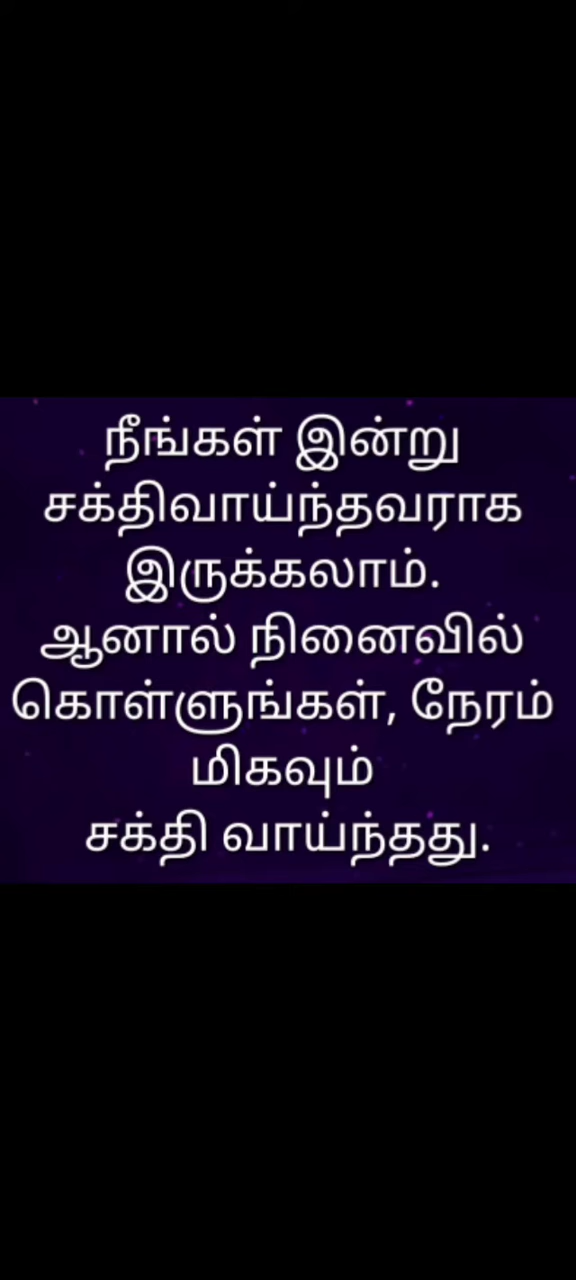 நீங்கள் இன்று
சக்திவாய்ந்தவராக
இருக்கலாம்.
ஆனால் நினைவில்
கொள்ளுங்கள், நேரம்
மிகவும்
சக்தி வாய்ந்தது.